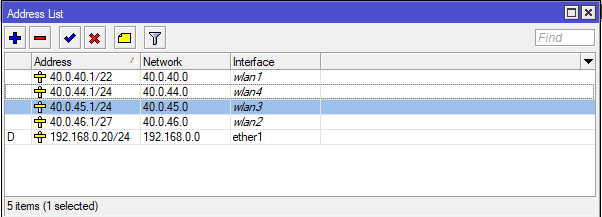 Address List
Find
Address Network Interface
40.0.40.1/22 40.0.40.0 wlan1
40.0.44.1/24 40.0.44.0 wlan4
40.0.45.1/24 40.0.45.0 wlan3
40.0.46.1/27 40.0.46.0 wlan2
D 192.168.0.20/24 192.168.0.0 ether1
5 items (1 selected)